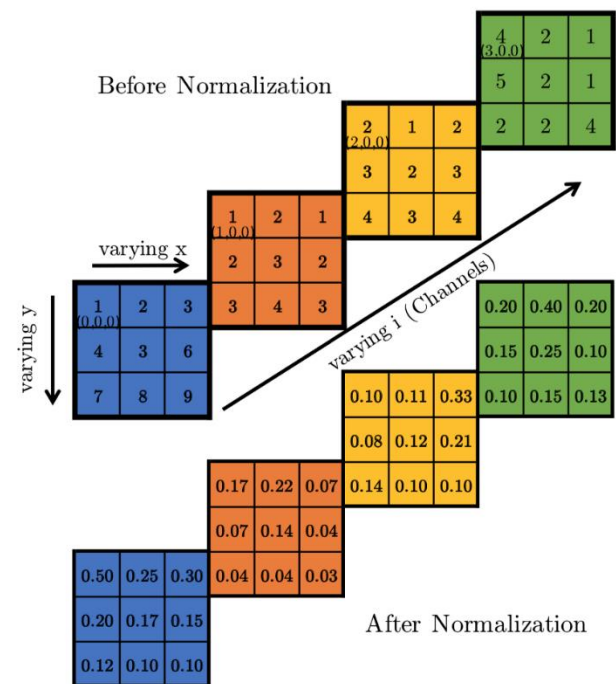 Before Normalization
4 2 1
(3,0,0)
5 2 1
2 2 4
2 1 2
(2,0,0)
3 2 3
4 3 4
1 2 1
(1,0,0)
2 3 2
3 4 3
varying x
varying y
1 2 3
(0,0,0)
4 3 6
7 8 9
varying i (Channels)
0.20 0.40 0.20
0.15 0.25 0.10
0.10 0.15 0.13
0.10 0.11 0.33
0.08 0.12 0.21
0.14 0.10 0.10
0.17 0.22 0.07
0.07 0.14 0.04
0.04 0.04 0.03
0.50 0.25 0.30
0.20 0.17 0.15
0.12 0.10 0.10
After Normalization